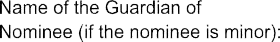 Name of the Guardian of
Nominee (if the nominee is minor):